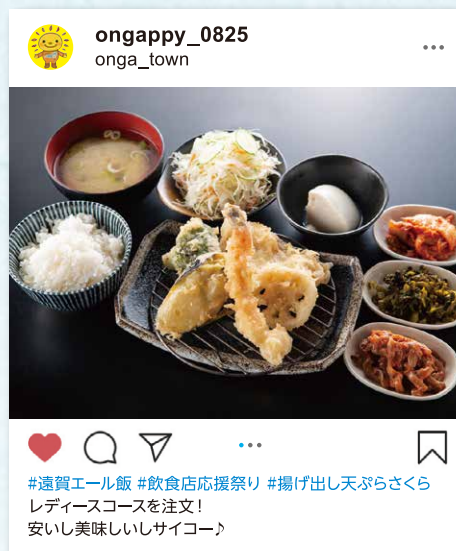 ongappy_0825
onga_town
#遠賀エール飯 #飲食店応援祭り #揚げ出し天ぷらさくら
レディースコースを注文!
安いし美味しいしサイコー♪